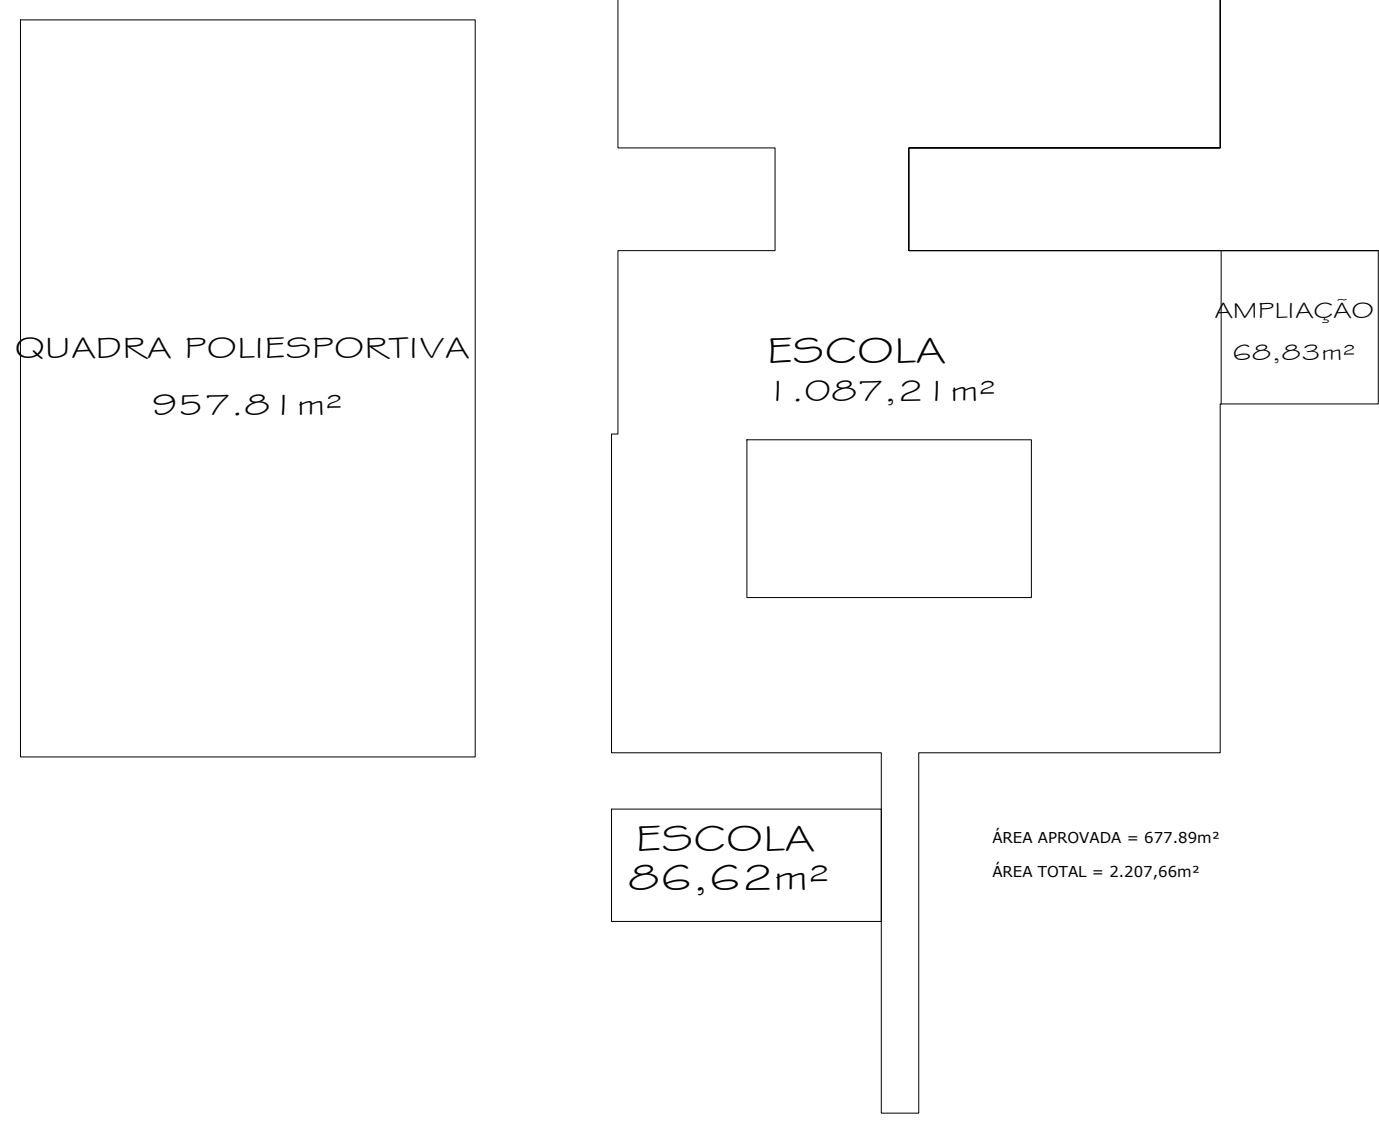 QUADRA POLIESPORTIVA
957.81m²
ESCOLA
1.087,21m²
AMPLIAÇÃO
68,83m²
ESCOLA
86,62m²
ÁREA APROVADA = 677.89m²
ÁREA TOTAL = 2.207,66m²